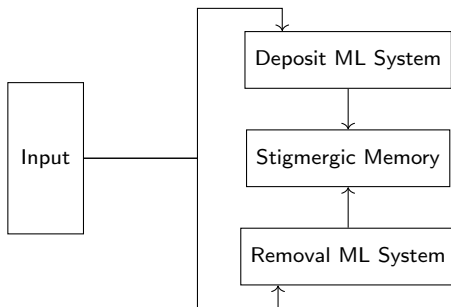 Deposit ML System
Input
Stigmergic Memory
Removal ML System